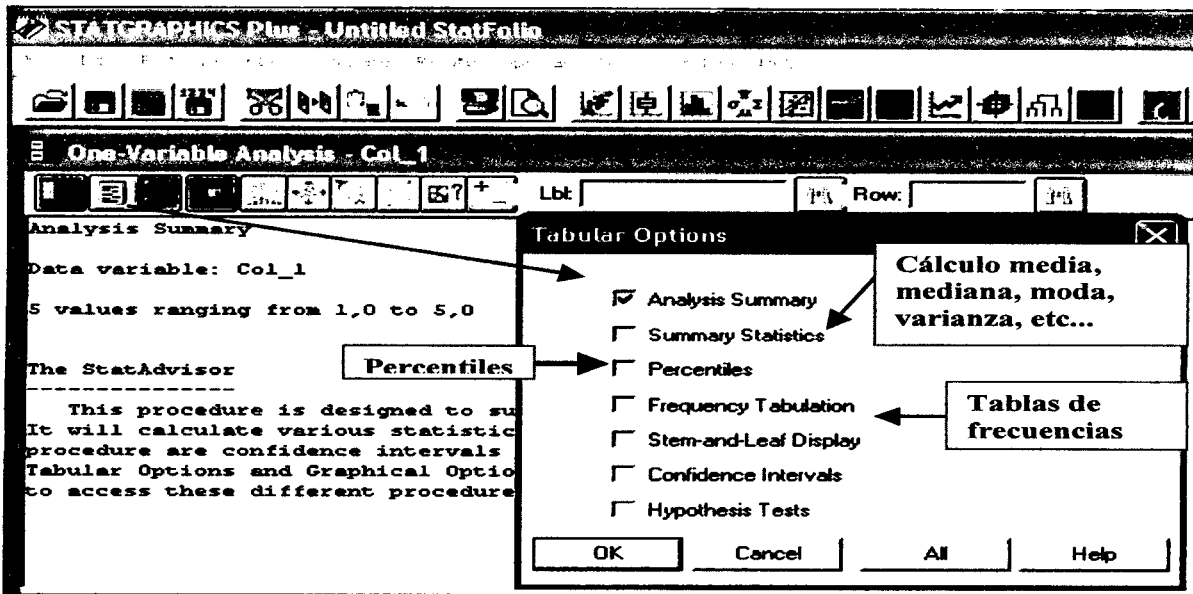 STATGRAPHICS Plus - Untitled StatFolio
One-Variable Analysis - Col_1
Lbl:
Row:
Analysis Summary
Data variable: Col_1
5 values ranging from 1,0 to 5,0
The StatAdvisor
---------------
This procedure is designed to su
It will calculate various statistic
procedure are confidence intervals
Tabular Options and Graphical Optio
to access these different procedure
Tabular Options
Analysis Summary
Summary Statistics
Percentiles
Frequency Tabulation
Stem-and-Leaf Display
Confidence Intervals
Hypothesis Tests
OK
Cancel
All
Help
Cálculo media,
mediana, moda,
varianza, etc...
Percentiles
Tablas de
frecuencias